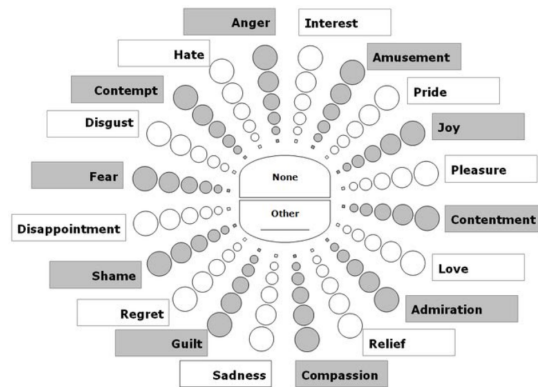 Anger
Interest
Hate
Amusement
Contempt
Pride
Disgust
Joy
Fear
None
Pleasure
Disappointment
Other
Contentment
Shame
Love
Regret
Admiration
Guilt
Relief
Sadness
Compassion